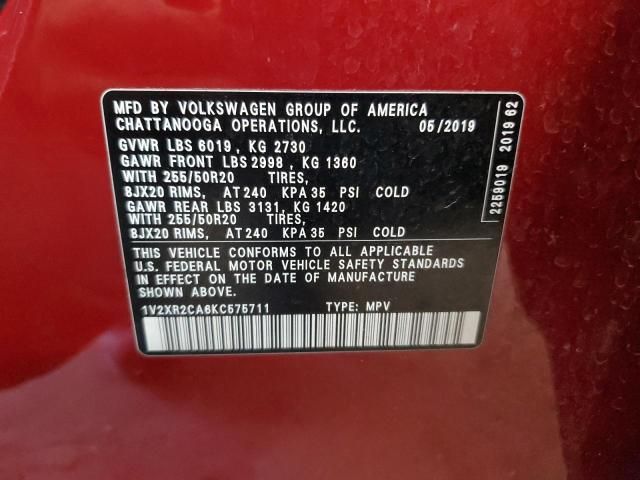 MFD BY VOLKSWAGEN GROUP OF AMERICA
CHATTANOOGA OPERATIONS, LLC. 05/2019
GVWR LBS 6019, KG 2730
GAWR FRONT LBS 2998, KG 1360
WITH 255/50R20 TIRES,
8JX20 RIMS, AT 240 KPA 35 PSI COLD
GAWR REAR LBS 3131, KG 1420
WITH 255/50R20 TIRES,
8JX20 RIMS, AT 240 KPA 35 PSI COLD
THIS VEHICLE CONFORMS TO ALL APPLICABLE
U.S. FEDERAL MOTOR VEHICLE SAFETY STANDARDS
IN EFFECT ON THE DATE OF MANUFACTURE
SHOWN ABOVE.
1V2XR2CA6KC575711 TYPE: MPV
2259019 2019 62